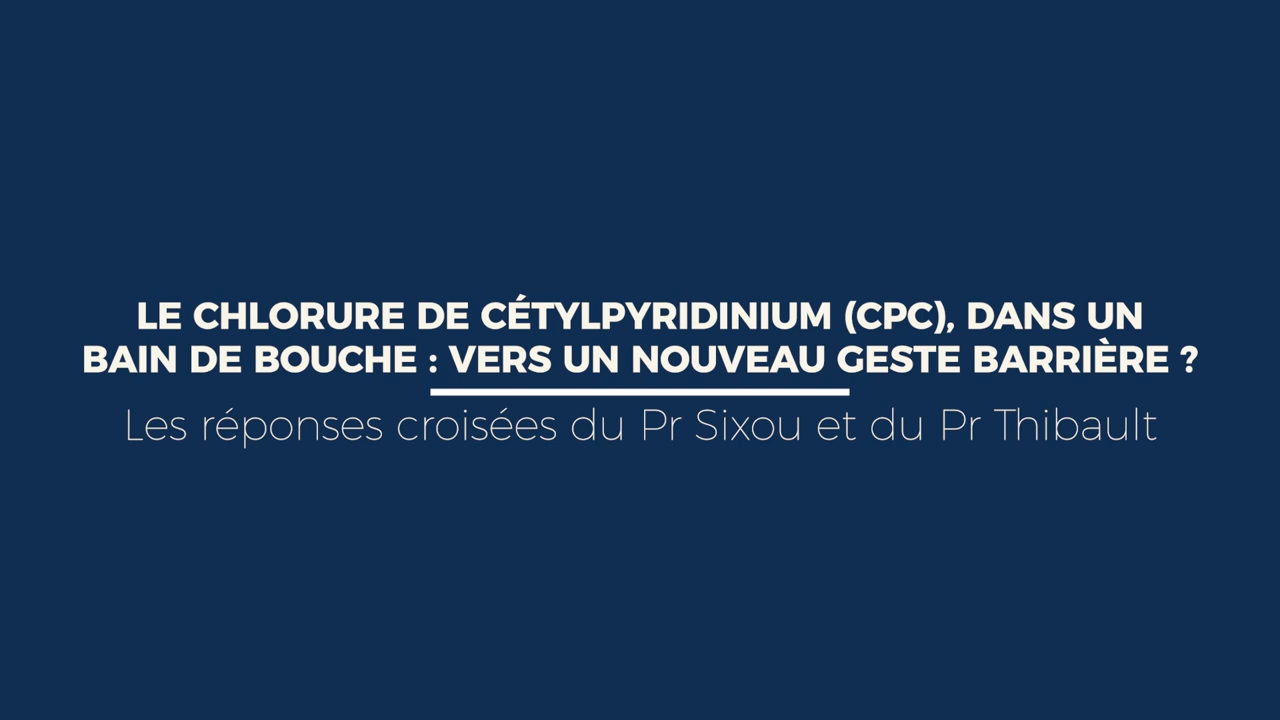 LE CHLORURE DE CÉTYLPYRIDINIUM (CPC), DANS UN
BAIN DE BOUCHE : VERS UN NOUVEAU GESTE BARRIÈRE ?
Les réponses croisées du Pr Sixou et du Pr Thibault